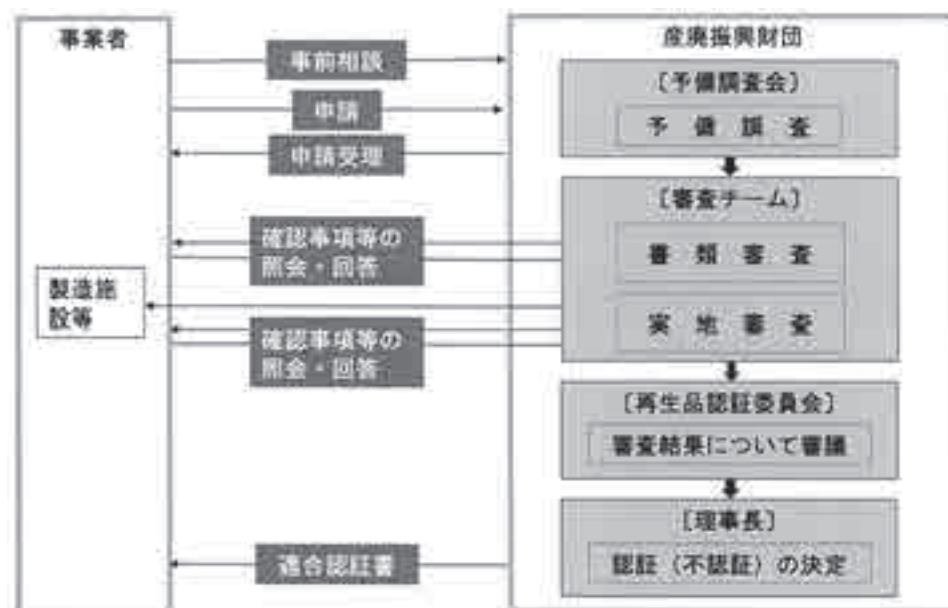 事業者
産廃振興財団
事前相談
申請
申請受理
確認事項等の
照会・回答
製造施
設等
確認事項等の
照会・回答
適合認証書
〔予備調査会〕
予備調査
〔審査チーム〕
書類審査
実地審査
〔再生品認証委員会〕
審査結果について審議
〔理事長〕
認証（不認証）の決定